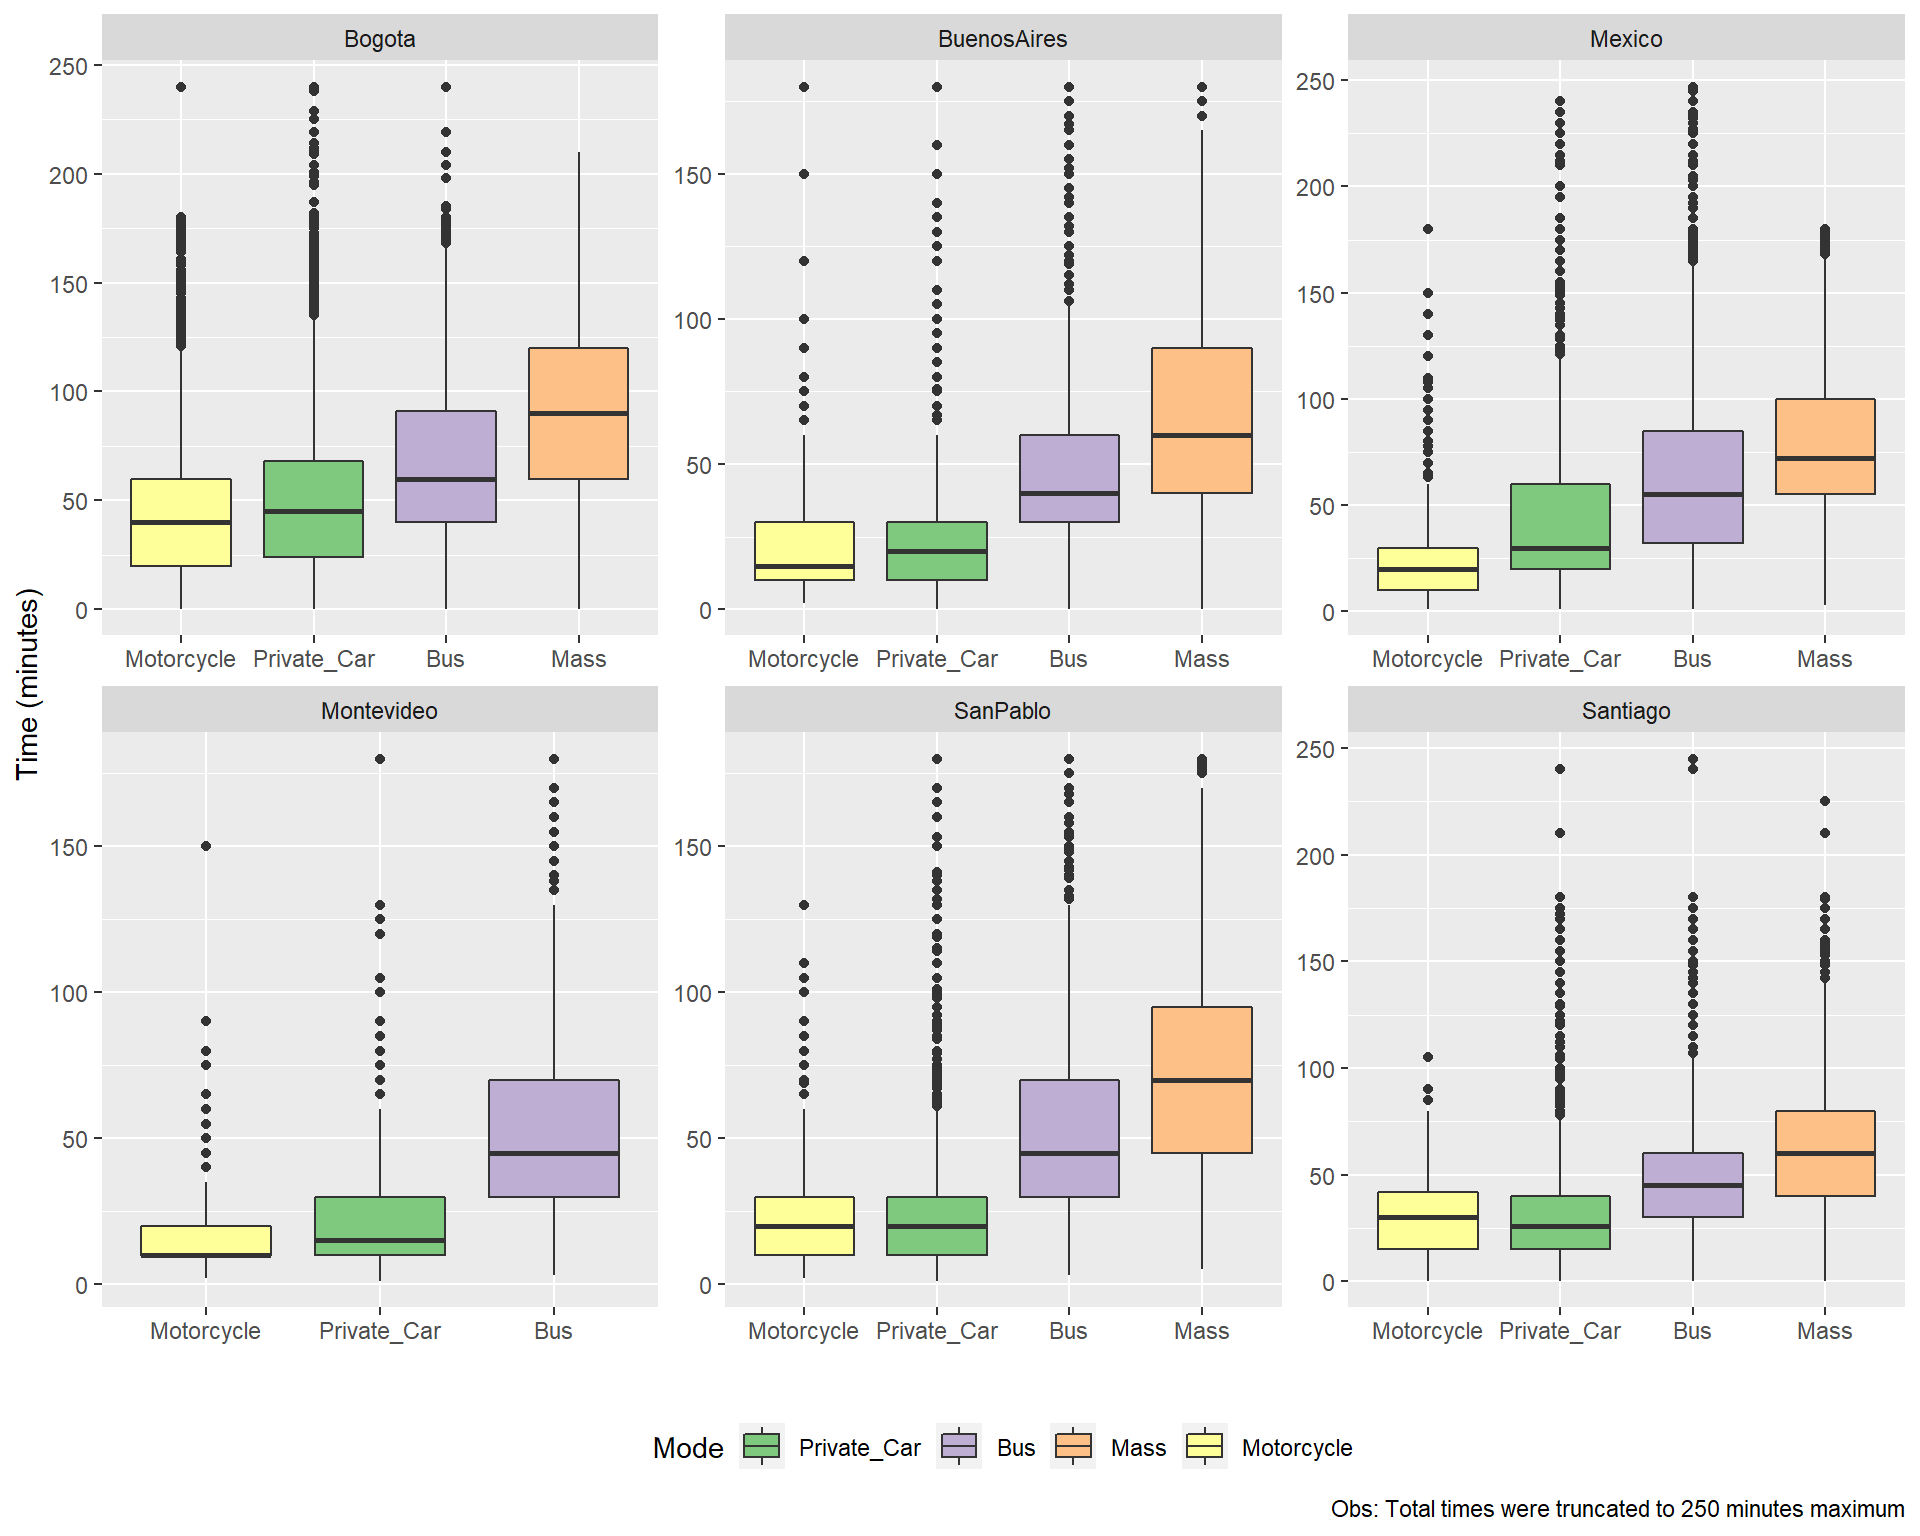 Bogota
BuenosAires
Mexico
250
200
150
100
50
0
150
100
50
0
250
200
150
100
50
0
Motorcycle Private_Car Bus Mass
Motorcycle Private_Car Bus Mass
Motorcycle Private_Car Bus Mass
Time (minutes)
Montevideo
SanPablo
Santiago
150
100
50
0
150
100
50
0
250
200
150
100
50
0
Motorcycle Private_Car Bus
Motorcycle Private_Car Bus Mass
Motorcycle Private_Car Bus Mass
Mode Private_Car Bus Mass Motorcycle
Obs: Total times were truncated to 250 minutes maximum